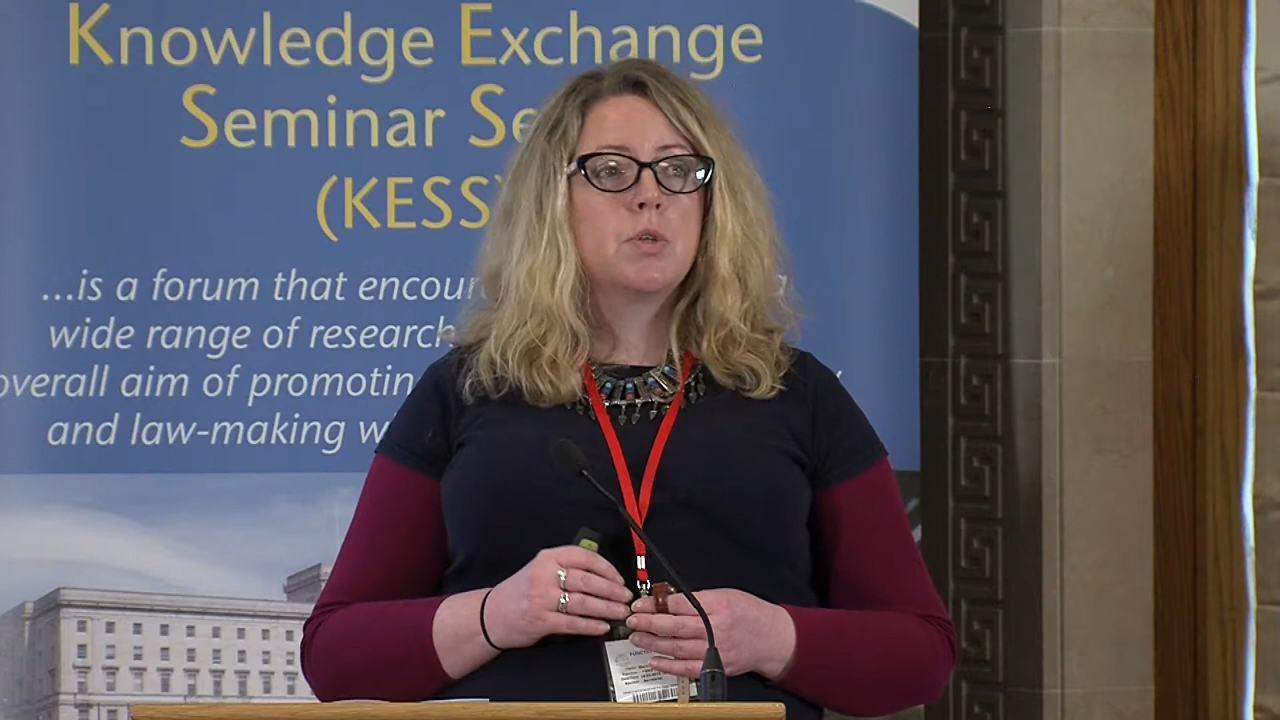 Knowledge Exchange
Seminar Se
(KESS)
...is a forum that encour
wide range of research
overall aim of promotin
and law-making w